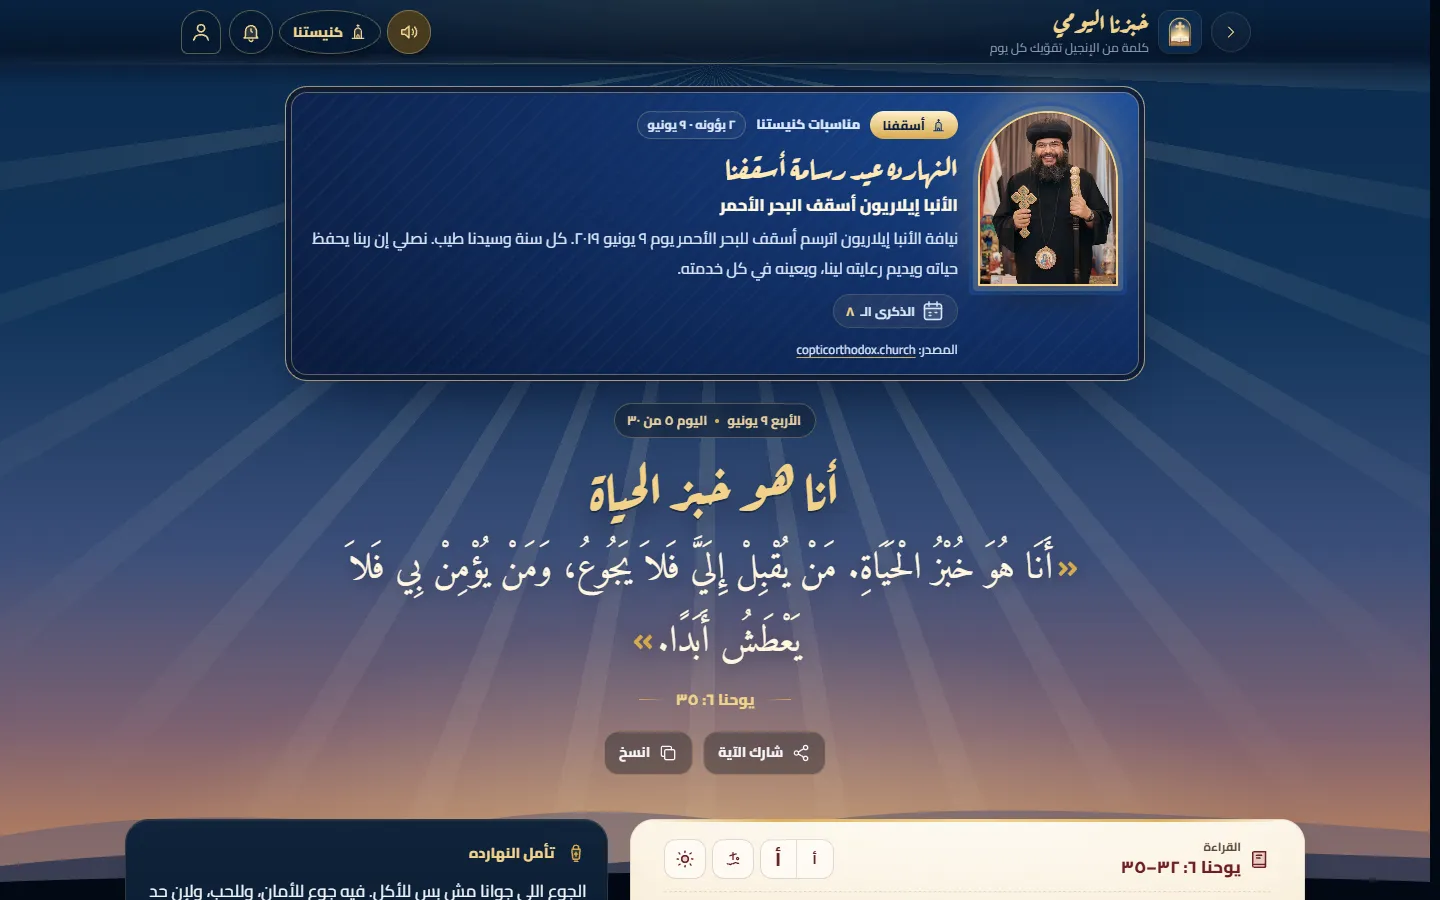 خبزنا اليومي
كلمة من الإنجيل تقوّيك كل يوم
كنيستنا
أسقفنا
مناسبات كنيستنا
٢ بؤونه - ٩ يونيو
النهارده عيد رسامة أسقفنا
الأنبا إيلاريون أسقف البحر الأحمر
نيافة الأنبا إيلاريون اترسم أسقف للبحر الأحمر يوم ٩ يونيو ٢٠١٩. كل سنة وسيدنا طيب. نصلي إن ربنا يحفظ
حياته ويديم رعايته لينا، ويعينه في كل خدمته.
الذكرى الـ ٨
المصدر: copticorthodox.church
الأربع ٩ يونيو • اليوم ٥ من ٣٠
أنا هو خبز الحياة
«أَنَا هُوَ خُبْزُ الْحَيَاةِ. مَنْ يُقْبِلْ إِلَيَّ فَلاَ يَجُوعُ، وَمَنْ يُؤْمِنْ بِي فَلاَ
يَعْطَشُ أَبَدًا.»
يوحنا ٦: ٣٥
شارك الآية
انسخ
القراءة
يوحنا ٦: ٣٢–٣٥
أ
أ
تأمل النهارده
الجوع اللي جوانا مش بس للأكل. فيه جوع للأمان، وللحب، ولإن حد